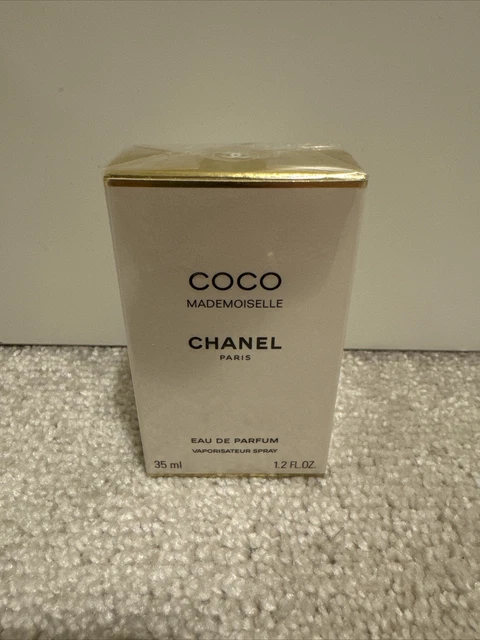 COCO
MADEMOISELLE
CHANEL
PARIS
EAU DE PARFUM
VAPORISATEUR SPRAY
35 ml 1.2 FL.OZ.